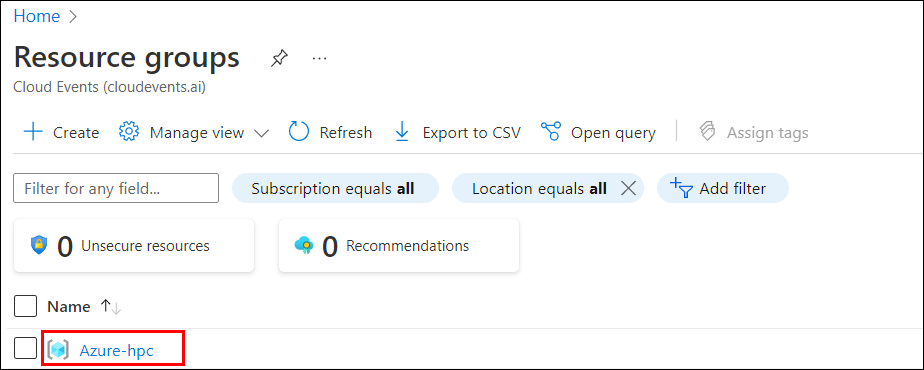 Home >
Resource groups ...
Cloud Events (cloudevents.ai)
+ Create Manage view Refresh Export to CSV Open query Assign tags
Filter for any field... Subscription equals all Location equals all Add filter
0 Unsecure resources 0 Recommendations
Name ↑↓
Azure-hpc